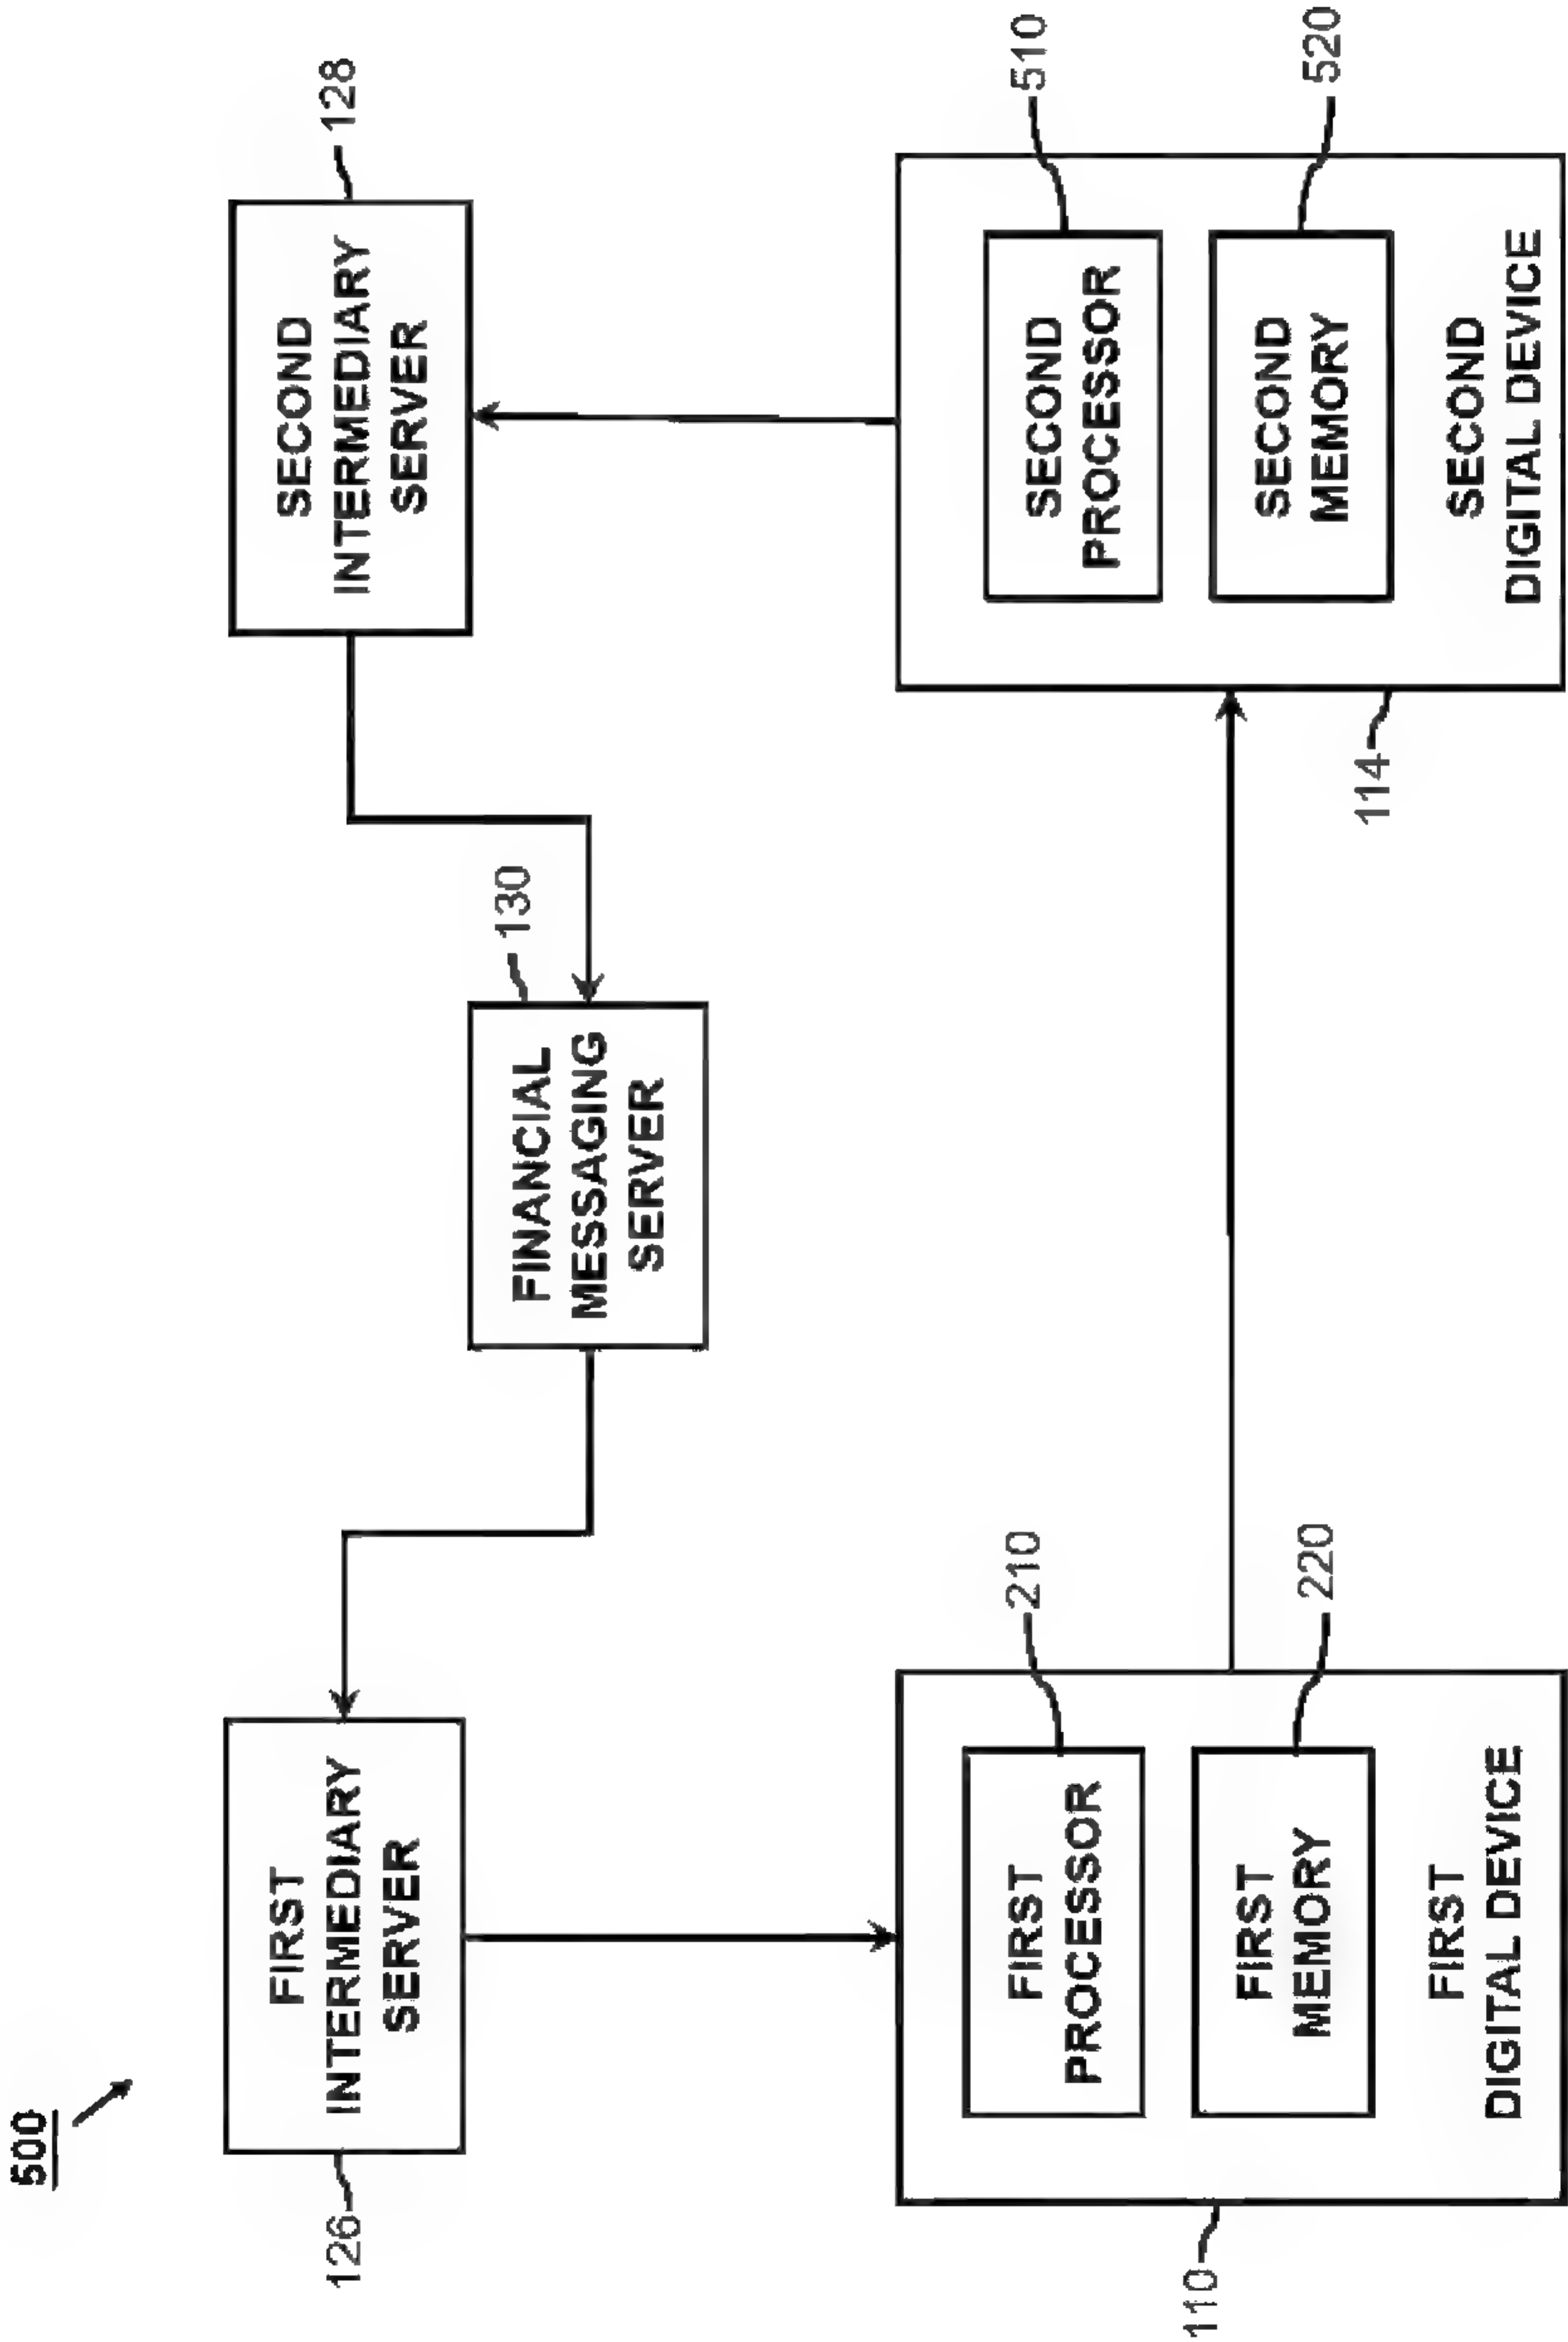 500
126
FIRST
INTERMEDIARY
SERVER
130
FINANCIAL
MESSAGING
SERVER
128
SECOND
INTERMEDIARY
SERVER
110
210
FIRST
PROCESSOR
220
FIRST
MEMORY
FIRST
DIGITAL DEVICE
114
510
SECOND
PROCESSOR
520
SECOND
MEMORY
SECOND
DIGITAL DEVICE